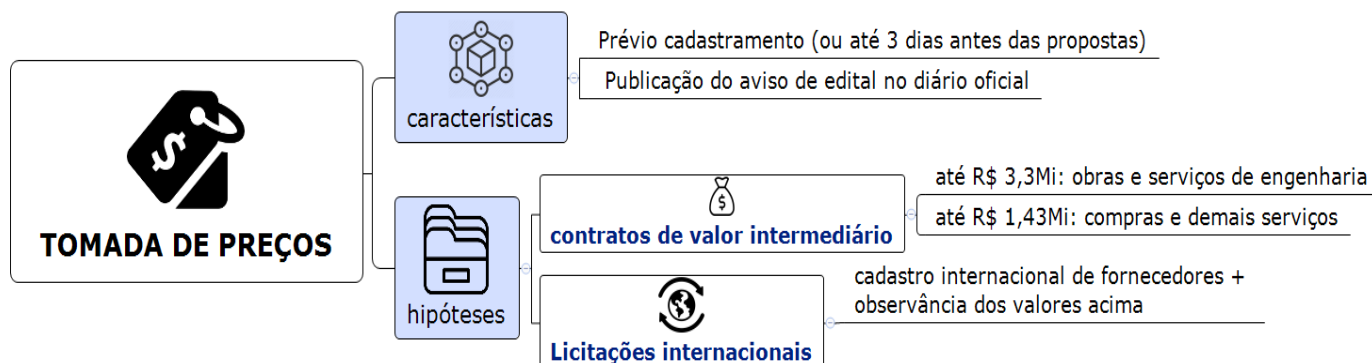 TOMADA DE PREÇOS
características
Prévio cadastramento (ou até 3 dias antes das propostas)
Publicação do aviso de edital no diário oficial
hipóteses
contratos de valor intermediário
até R$ 3,3Mi: obras e serviços de engenharia
até R$ 1,43Mi: compras e demais serviços
Licitações internacionais
cadastro internacional de fornecedores +
observância dos valores acima